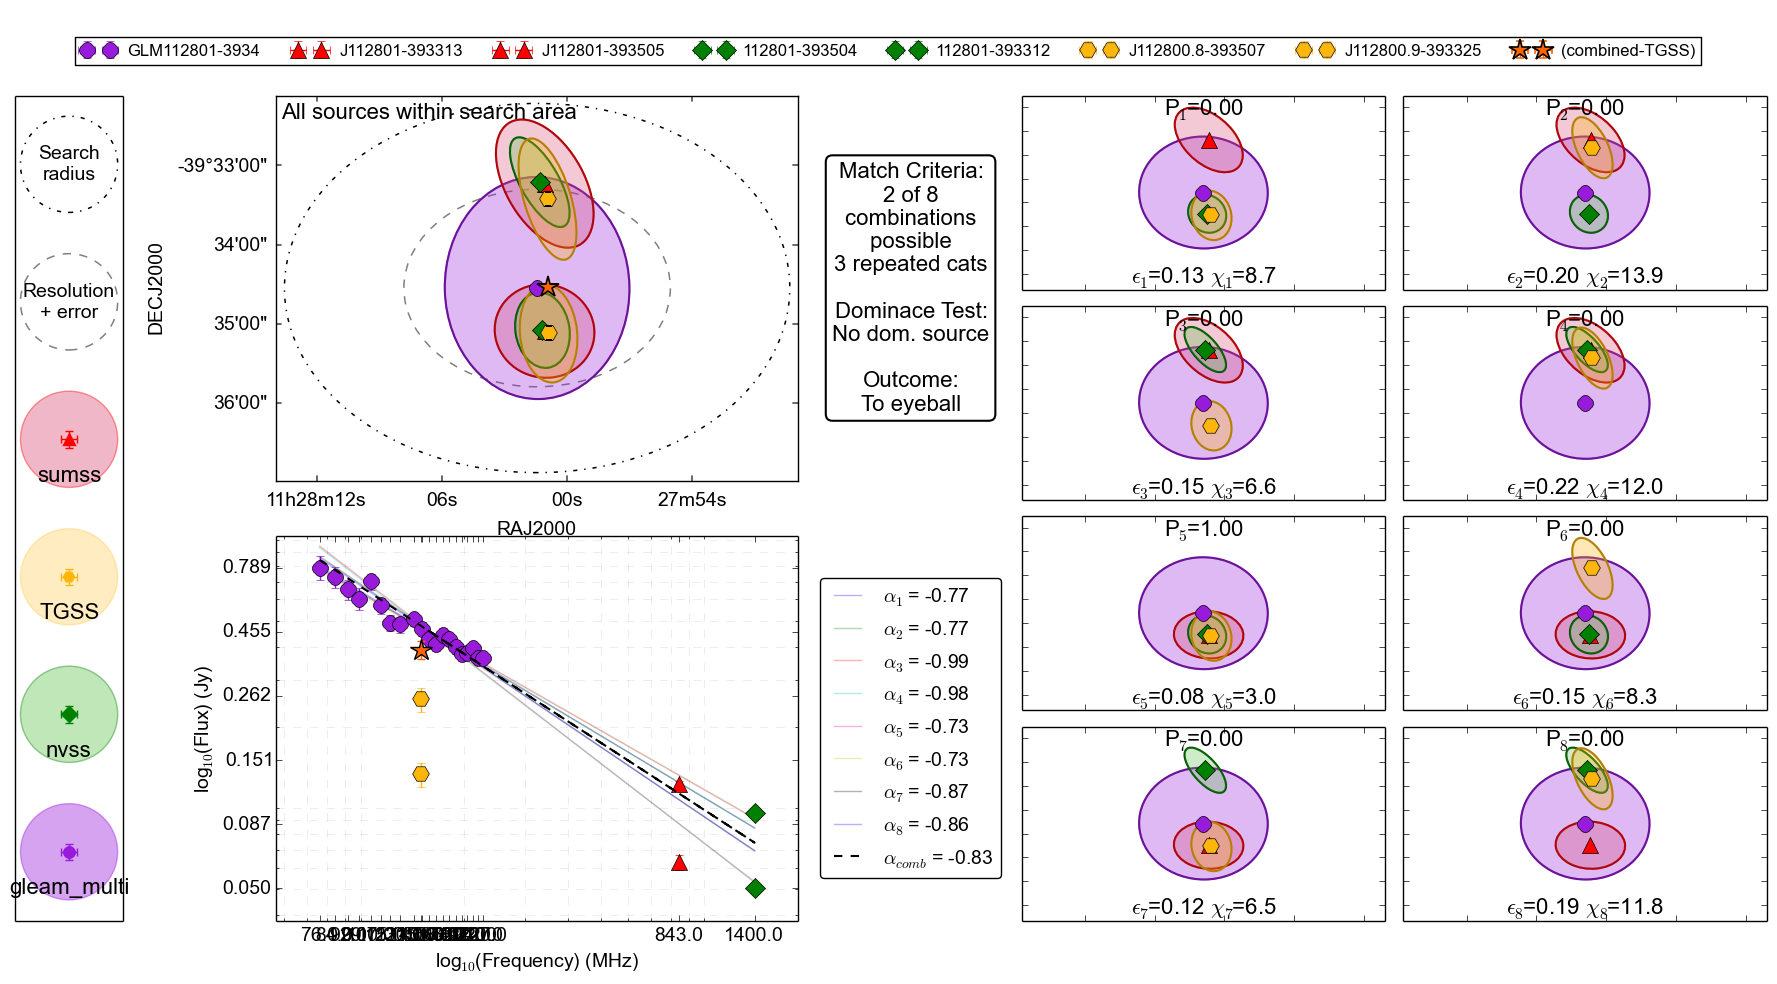 GLM112801-3934 J112801-393313 J112801-393505 112801-393504 112801-393312 J112800.8-393507 J112800.9-393325 (combined-TGSS)
Search
radius
Resolution
+ error
sumss
TGSS
nvss
gleam_multi
All sources within search area
-39°33'00"
34'00"
35'00"
36'00"
DECJ2000
11h28m12s 06s 00s 27m54s
RAJ2000
Match Criteria:
2 of 8
combinations
possible
3 repeated cats
Dominace Test:
No dom. source
Outcome:
To eyeball
0.789
0.455
0.262
0.151
0.087
0.050
log10(Flux) (Jy)
843.0 1400.0
log10(Frequency) (MHz)
α1 = -0.77
α2 = -0.77
α3 = -0.99
α4 = -0.98
α5 = -0.73
α6 = -0.73
α7 = -0.87
α8 = -0.86
αcomb = -0.83
P1=0.00
ϵ1=0.13 χ1=8.7
P2=0.00
ϵ2=0.20 χ2=13.9
P3=0.00
ϵ3=0.15 χ3=6.6
P4=0.00
ϵ4=0.22 χ4=12.0
P5=1.00
ϵ5=0.08 χ5=3.0
P6=0.00
ϵ6=0.15 χ6=8.3
P7=0.00
ϵ7=0.12 χ7=6.5
P8=0.00
ϵ8=0.19 χ8=11.8